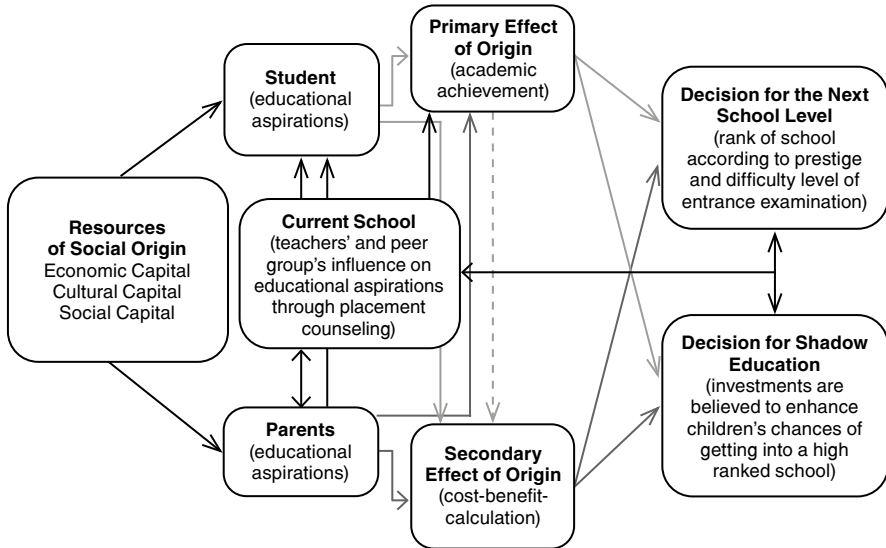 Primary Effect
of Origin
(academic
achievement)
Student
(educational
aspirations)
Decision for the Next
School Level
(rank of school
according to prestige
and difficulty level of
entrance examination)
Resources
of Social Origin
Economic Capital
Cultural Capital
Social Capital
Current School
(teachers’ and peer
group’s influence on
educational aspirations
through placement
counseling)
Decision for Shadow
Education
(investments are
believed to enhance
children’s chances of
getting into a high
ranked school)
Parents
(educational
aspirations)
Secondary
Effect of Origin
(cost-benefit-
calculation)